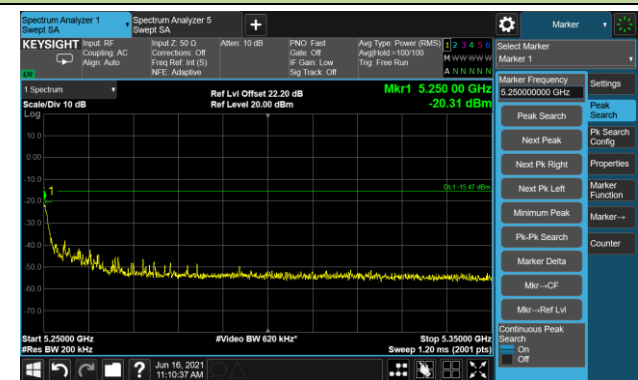 Spectrum Analyzer 1
Swept SA
Spectrum Analyzer 5
Swept SA
+
Marker
KEYSIGHT
Input: RF
Coupling: AC
Align: Auto
Input Z: 50 Ω
Corrections: Off
Freq Ref: Int (S)
NFE: Adaptive
Atten: 10 dB
PNO: Fast
Gate: Off
IF Gain: Low
Sig Track: Off
Avg Type: Power (RMS)
Avg|Hold >100/100
Trig: Free Run
1 2 3 4 5 6
M W W W W W
A N N N N N
Select Marker
Marker 1
1 Spectrum
Scale/Div 10 dB
Log
Ref Lvl Offset 22.20 dB
Ref Level 20.00 dBm
Mkr1 5.250 00 GHz
-20.31 dBm
10.0
0.00
-10.0
-20.0
-30.0
-40.0
-50.0
-60.0
-70.0
1
DL1 -15.47 dBm
Start 5.25000 GHz
#Res BW 200 kHz
#Video BW 620 kHz*
Stop 5.35000 GHz
Sweep 1.20 ms (2001 pts)
Marker Frequency
5.250000000 GHz
Peak Search
Next Peak
Next Pk Right
Next Pk Left
Minimum Peak
Pk-Pk Search
Marker Delta
Mkr→CF
Mkr→Ref Lvl
Continuous Peak
Search
On
Off
Settings
Peak
Search
Pk Search
Config
Properties
Marker
Function
Marker→
Counter
?
Jun 16, 2021
11:10:37 AM